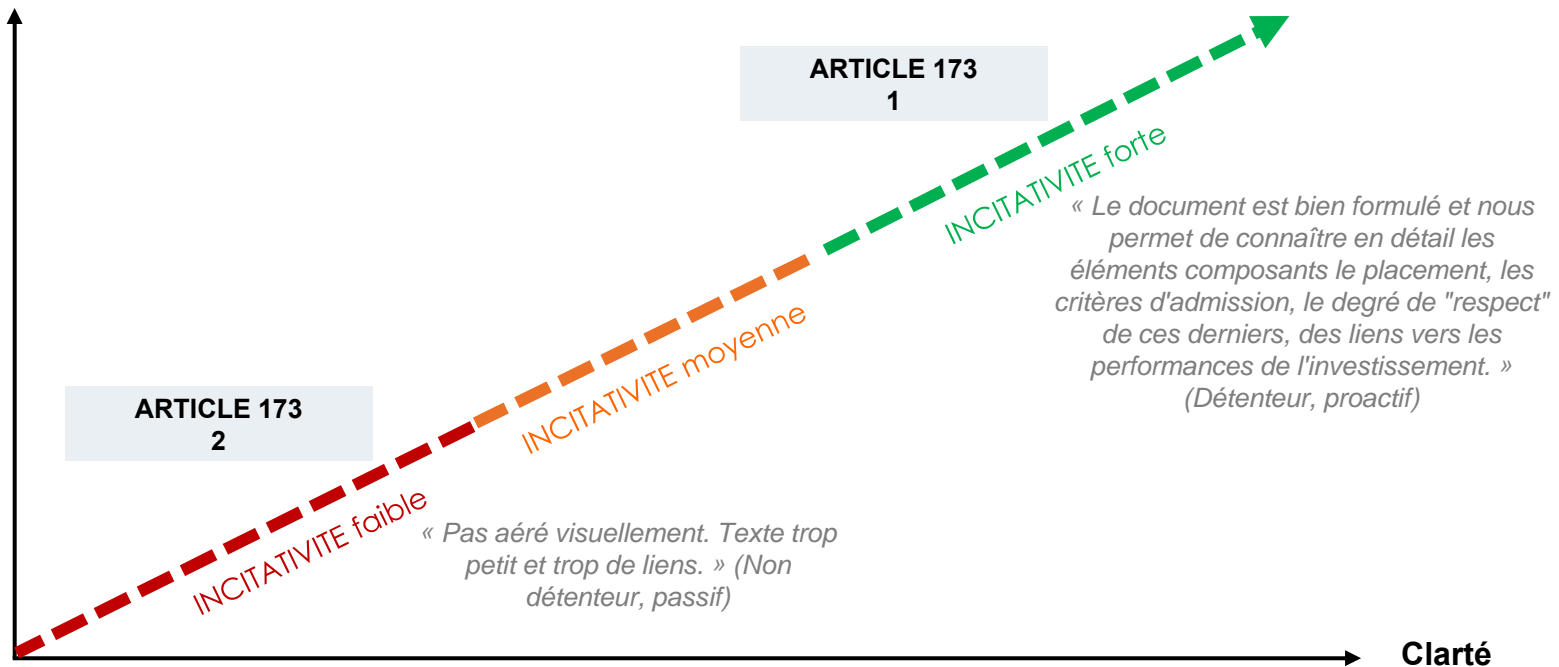 ARTICLE 173
1
INCITATIVITE forte
« Le document est bien formulé et nous
permet de connaître en détail les
éléments composants le placement, les
critères d'admission, le degré de "respect"
de ces derniers, des liens vers les
performances de l'investissement. »
(Détenteur, proactif)
INCITATIVITE moyenne
ARTICLE 173
2
INCITATIVITE faible
« Pas aéré visuellement. Texte trop
petit et trop de liens. » (Non
détenteur, passif)
Clarté